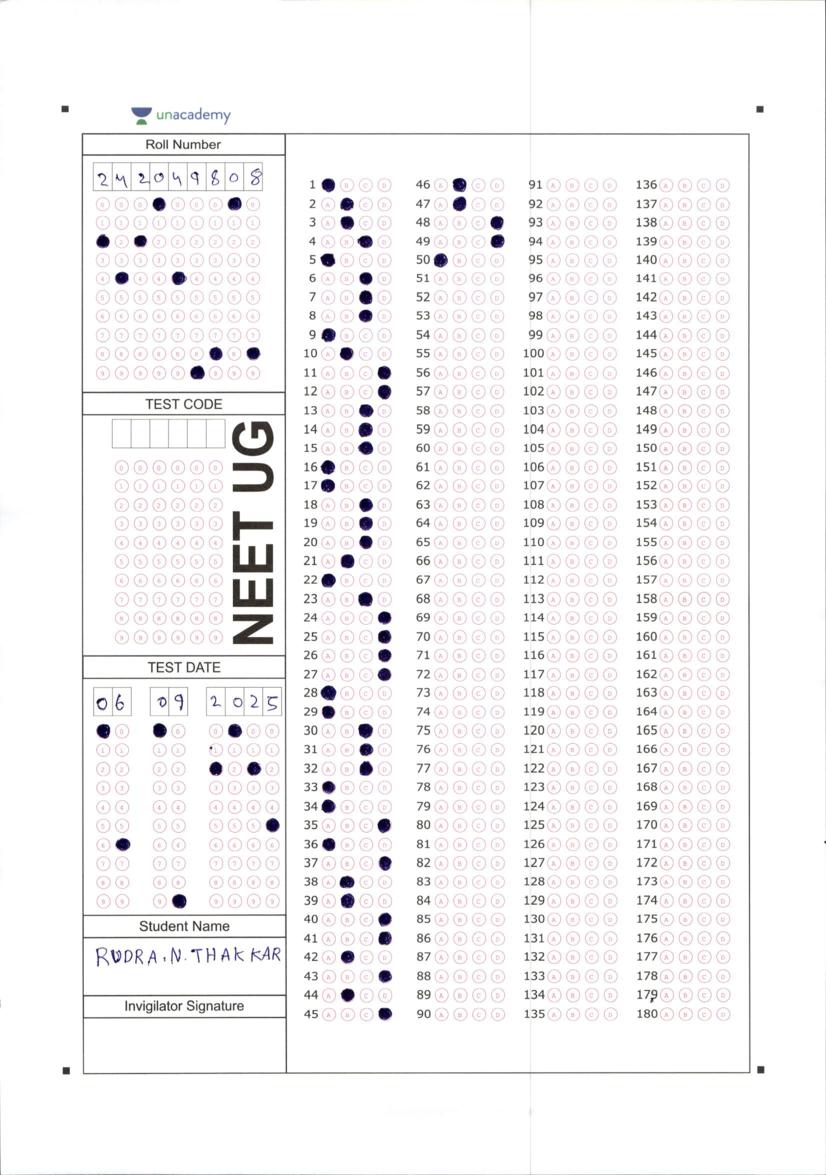 unacademy
Roll Number
2 4 2 0 4 9 8 0 8
TEST CODE
NEET UG
TEST DATE
0 6 0 9 2 0 2 5
Student Name
RUDRA.N.THAKKAR
Invigilator Signature
1 B C D 46 A C D 91 A B C D 136 A B C D
2 A C D 47 A C D 92 A B C D 137 A B C D
3 A C D 48 A B C 93 A B C D 138 A B C D
4 A B D 49 A B C 94 A B C D 139 A B C D
5 B C D 50 B C D 95 A B C D 140 A B C D
6 A B D 51 A B C D 96 A B C D 141 A B C D
7 A B D 52 A B C D 97 A B C D 142 A B C D
8 A B D 53 A B C D 98 A B C D 143 A B C D
9 B C D 54 A B C D 99 A B C D 144 A B C D
10 A C D 55 A B C D 100 A B C D 145 A B C D
11 A B C 56 A B C D 101 A B C D 146 A B C D
12 A B C 57 A B C D 102 A B C D 147 A B C D
13 A B D 58 A B C D 103 A B C D 148 A B C D
14 A B D 59 A B C D 104 A B C D 149 A B C D
15 A B D 60 A B C D 105 A B C D 150 A B C D
16 B C D 61 A B C D 106 A B C D 151 A B C D
17 B C D 62 A B C D 107 A B C D 152 A B C D
18 A B D 63 A B C D 108 A B C D 153 A B C D
19 A B D 64 A B C D 109 A B C D 154 A B C D
20 A B D 65 A B C D 110 A B C D 155 A B C D
21 A C D 66 A B C D 111 A B C D 156 A B C D
22 B C D 67 A B C D 112 A B C D 157 A B C D
23 A B D 68 A B C D 113 A B C D 158 A B C D
24 A B C 69 A B C D 114 A B C D 159 A B C D
25 A B C 70 A B C D 115 A B C D 160 A B C D
26 A B C 71 A B C D 116 A B C D 161 A B C D
27 A B C 72 A B C D 117 A B C D 162 A B C D
28 B C D 73 A B C D 118 A B C D 163 A B C D
29 B C D 74 A B C D 119 A B C D 164 A B C D
30 A B D 75 A B C D 120 A B C D 165 A B C D
31 A B D 76 A B C D 121 A B C D 166 A B C D
32 A B D 77 A B C D 122 A B C D 167 A B C D
33 B C D 78 A B C D 123 A B C D 168 A B C D
34 B C D 79 A B C D 124 A B C D 169 A B C D
35 A B C 80 A B C D 125 A B C D 170 A B C D
36 B C D 81 A B C D 126 A B C D 171 A B C D
37 A B C 82 A B C D 127 A B C D 172 A B C D
38 A C D 83 A B C D 128 A B C D 173 A B C D
39 A C D 84 A B C D 129 A B C D 174 A B C D
40 A B C 85 A B C D 130 A B C D 175 A B C D
41 A B C 86 A B C D 131 A B C D 176 A B C D
42 A C D 87 A B C D 132 A B C D 177 A B C D
43 A B C 88 A B C D 133 A B C D 178 A B C D
44 A C D 89 A B C D 134 A B C D 179 A B C D
45 A B C 90 A B C D 135 A B C D 180 A B C D